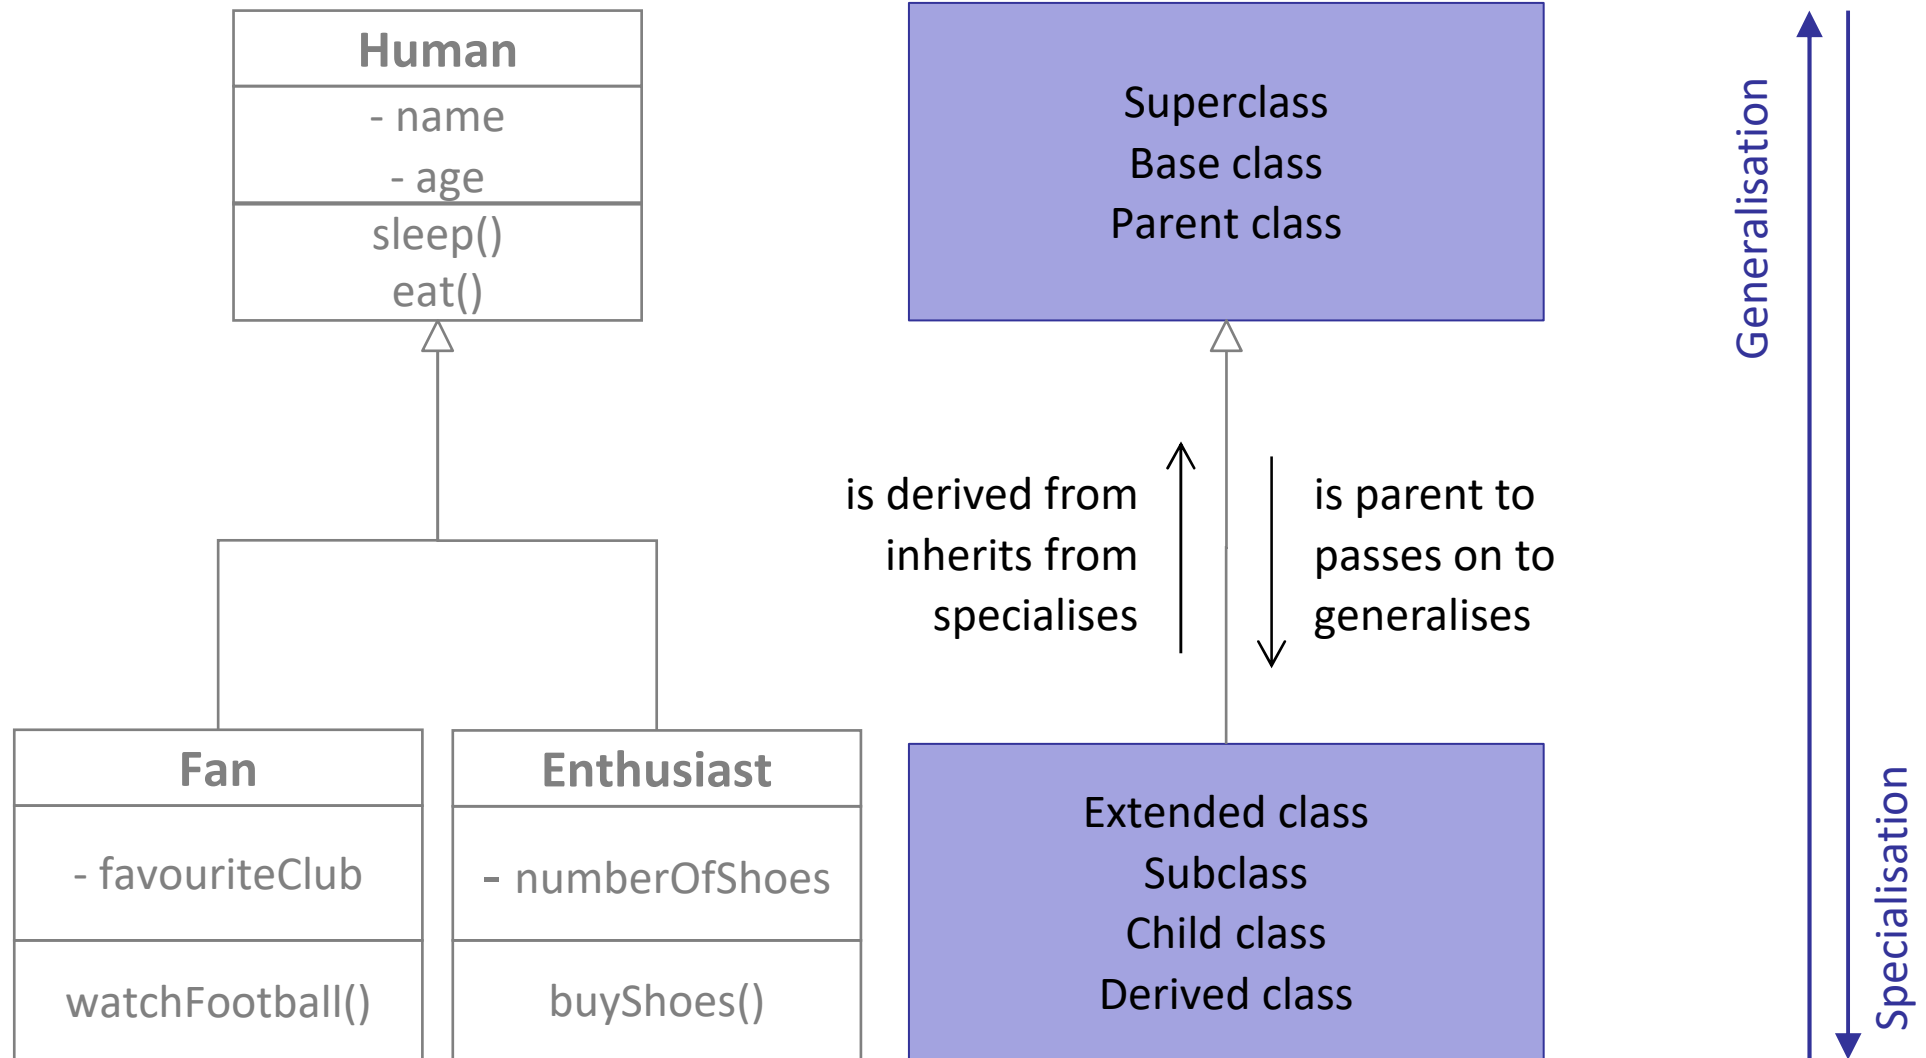 Human
- name
- age
sleep()
eat()
Fan
- favouriteClub
watchFootball()
Enthusiast
- numberOfShoes
buyShoes()
Superclass
Base class
Parent class
is derived from
inherits from
specialises
is parent to
passes on to
generalises
Extended class
Subclass
Child class
Derived class
Generalisation
Specialisation